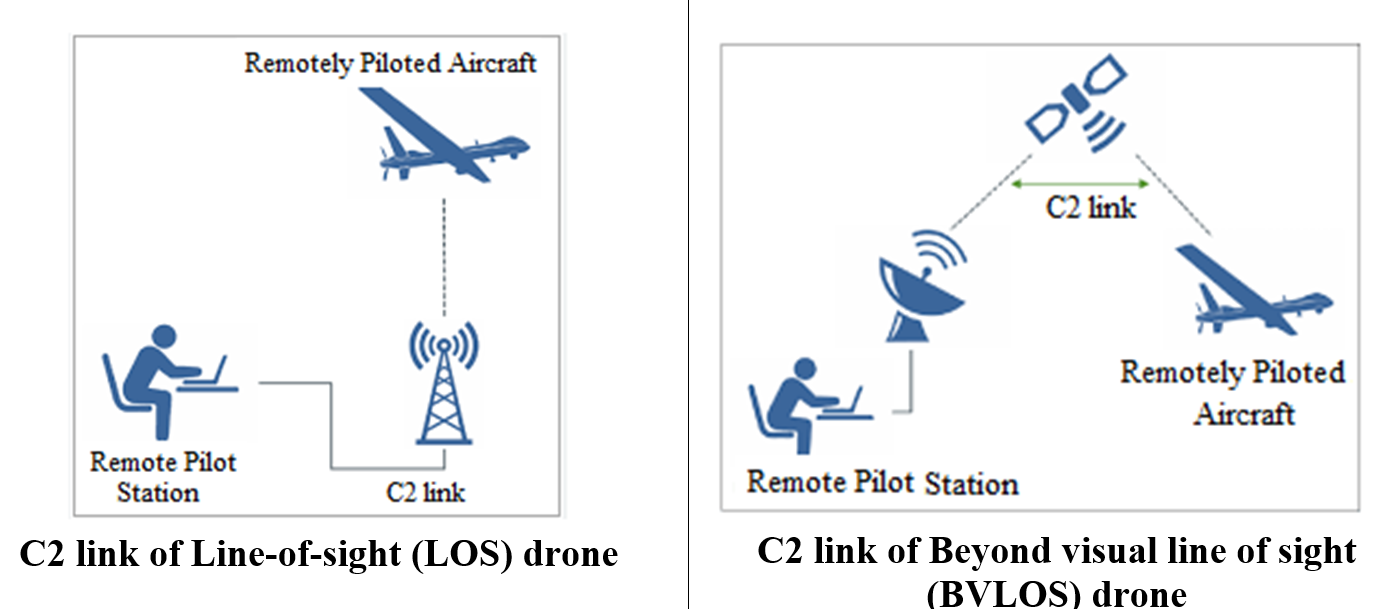 Remotely Piloted Aircraft
Remote Pilot
Station
C2 link
C2 link of Line-of-sight (LOS) drone
C2 link
Remotely Piloted
Aircraft
Remote Pilot Station
C2 link of Beyond visual line of sight
(BVLOS) drone